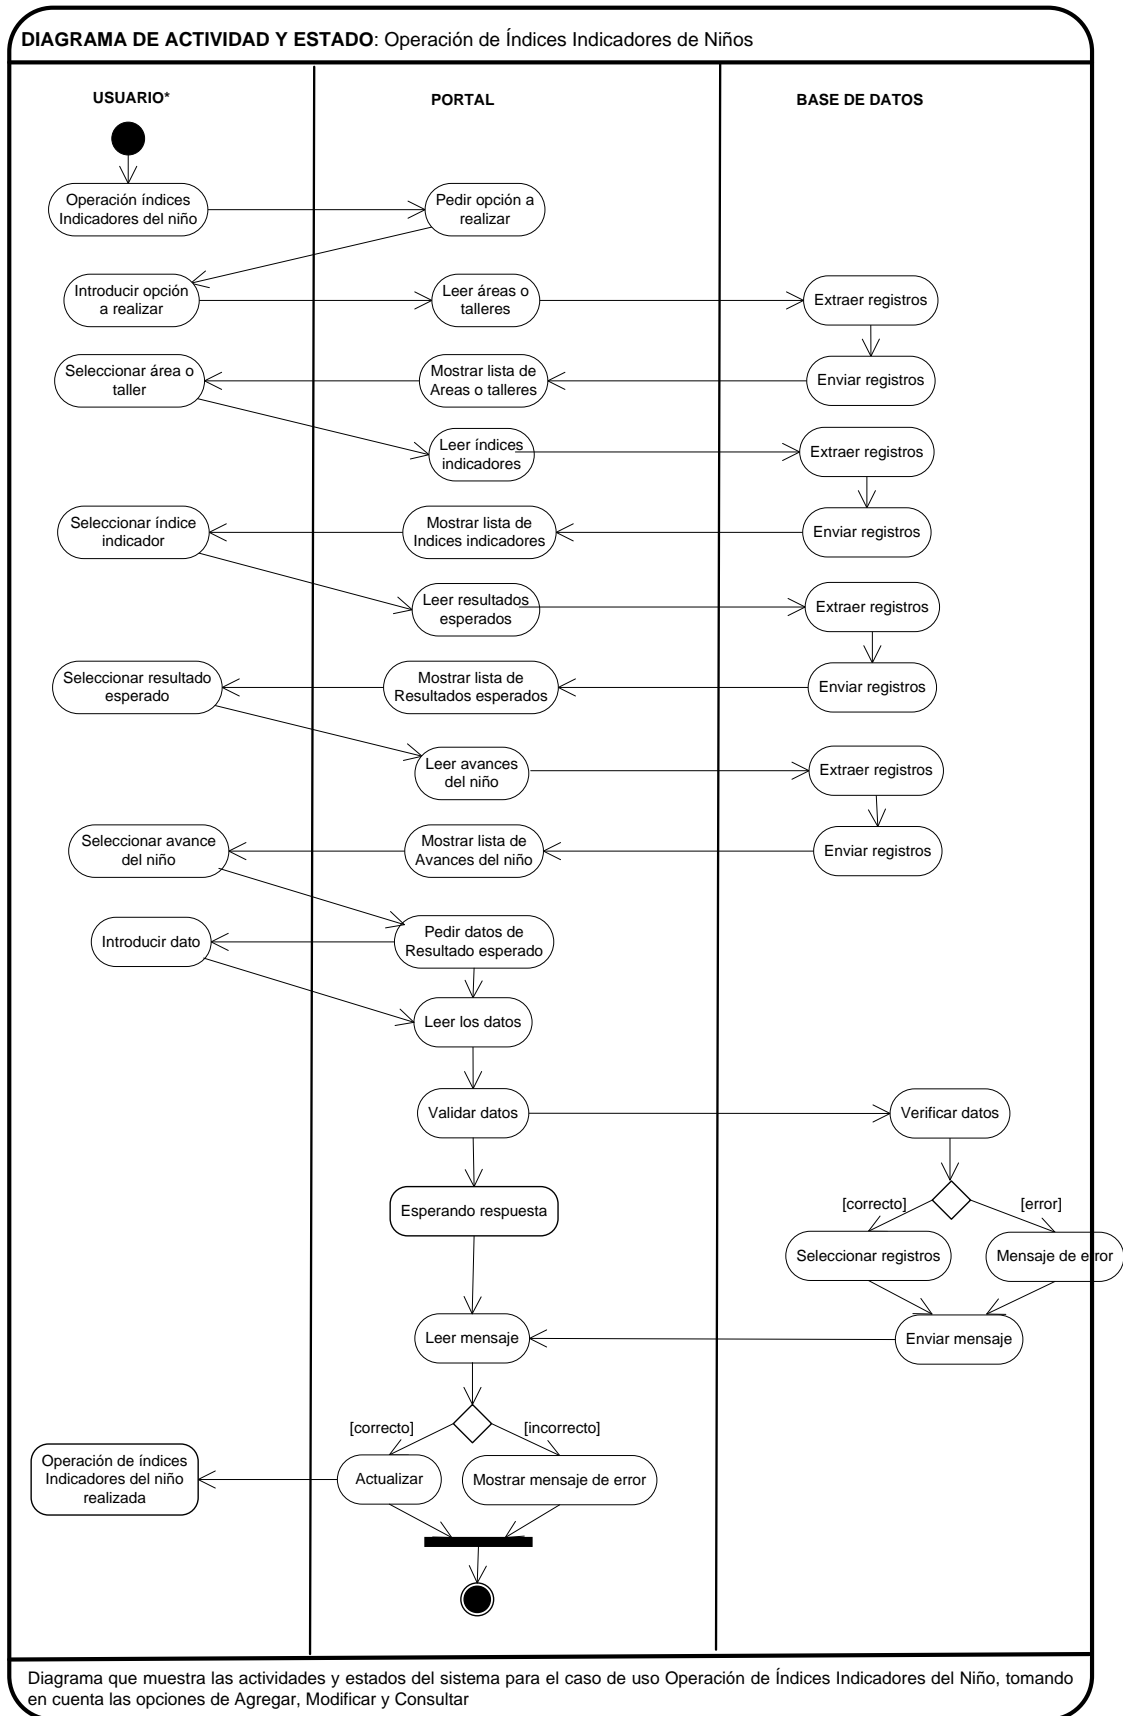 DIAGRAMA DE ACTIVIDAD Y ESTADO: Operación de Índices Indicadores de Niños
USUARIO*
PORTAL
BASE DE DATOS
Operación índices
Indicadores del niño
Pedir opción a
realizar
Introducir opción
a realizar
Leer áreas o
talleres
Extraer registros
Seleccionar área o
taller
Mostrar lista de
Areas o talleres
Enviar registros
Leer índices
indicadores
Extraer registros
Seleccionar índice
indicador
Mostrar lista de
Indices indicadores
Enviar registros
Leer resultados
esperados
Extraer registros
Seleccionar resultado
esperado
Mostrar lista de
Resultados esperados
Enviar registros
Leer avances
del niño
Extraer registros
Seleccionar avance
del niño
Mostrar lista de
Avances del niño
Enviar registros
Introducir dato
Pedir datos de
Resultado esperado
Leer los datos
Validar datos
Verificar datos
Esperando respuesta
[correcto]
[error]
Seleccionar registros
Mensaje de error
Leer mensaje
Enviar mensaje
[correcto]
[incorrecto]
Operación de índices
Indicadores del niño
realizada
Actualizar
Mostrar mensaje de error
Diagrama que muestra las actividades y estados del sistema para el caso de uso Operación de Índices Indicadores del Niño, tomando
en cuenta las opciones de Agregar, Modificar y Consultar